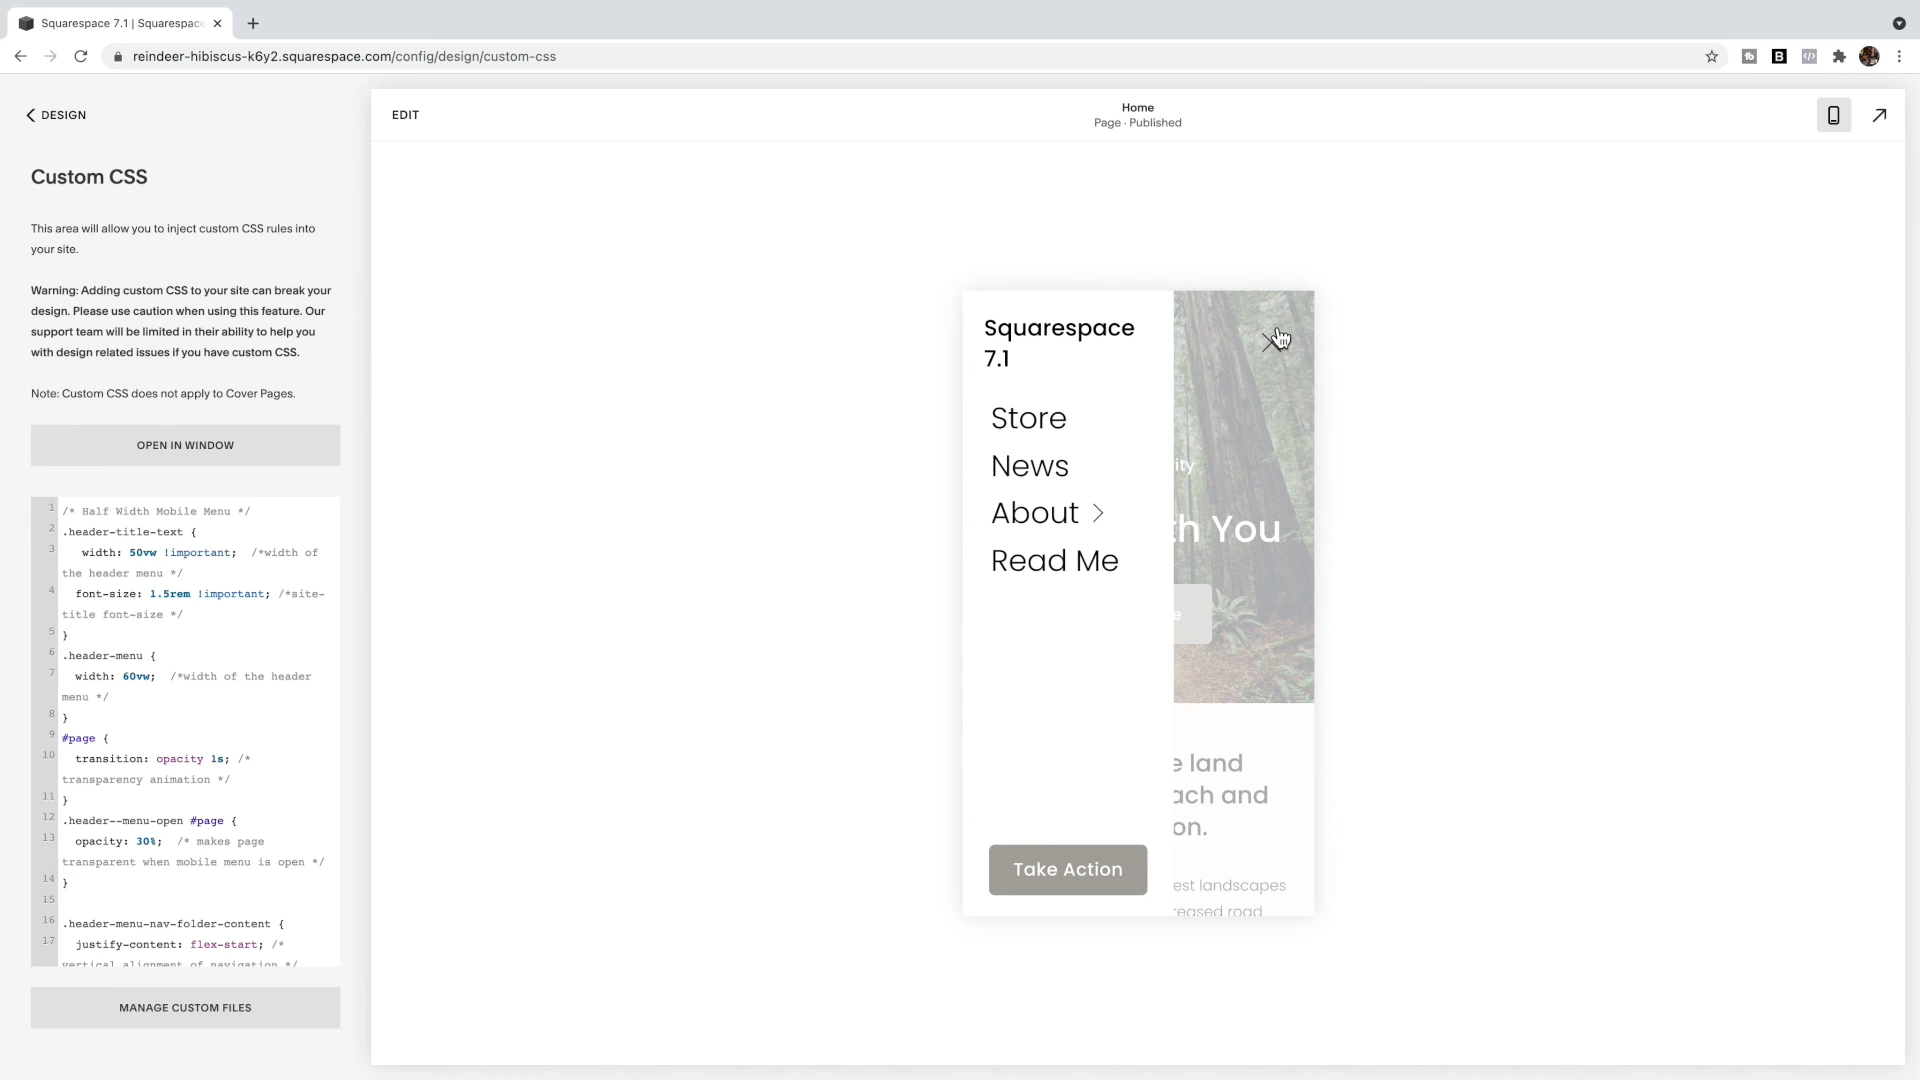 Squarespace 7.1 | Squarespace
reindeer-hibiscus-k6y2.squarespace.com/config/design/custom-css
DESIGN
Custom CSS
This area will allow you to inject custom CSS rules into
your site.
Warning: Adding custom CSS to your site can break your
design. Please use caution when using this feature. Our
support team will be limited in their ability to help you
with design related issues if you have custom CSS.
Note: Custom CSS does not apply to Cover Pages.
OPEN IN WINDOW
1 /* Half Width Mobile Menu */
2 .header-title-text {
3 width: 50vw !important; /*width of
the header menu */
4 font-size: 1.5rem !important; /*site-
title font-size */
5 }
6 .header-menu {
7 width: 60vw; /*width of the header
menu */
8 }
9 #page {
10 transition: opacity 1s; /*
transparency animation */
11 }
12 .header--menu-open #page {
13 opacity: 30%; /* makes page
transparent when mobile menu is open */
14 }
15
16 .header-menu-nav-folder-content {
17 justify-content: flex-start; /*
vertical alignment of navigation */
MANAGE CUSTOM FILES
EDIT
Home
Page · Published
Squarespace
7.1
Store
News
About
Read Me
Take Action
ity
th You
e
e land
ach and
on.
est landscapes
reased road